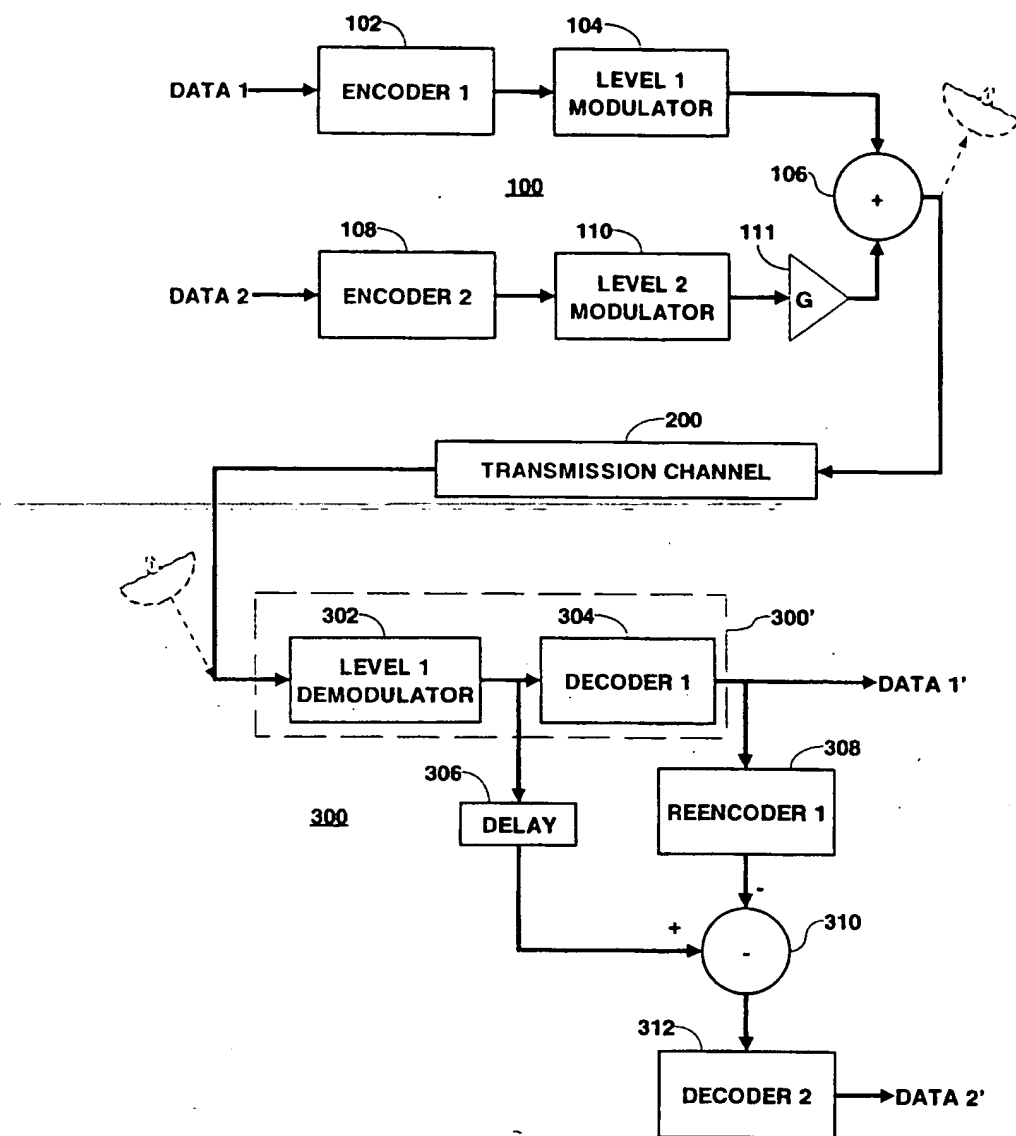 102
104
DATA 1
ENCODER 1
LEVEL 1
MODULATOR
106
+
100
108
110
111
DATA 2
ENCODER 2
LEVEL 2
MODULATOR
G
200
TRANSMISSION CHANNEL
302
304
300'
LEVEL 1
DEMODULATOR
DECODER 1
DATA 1'
306
308
300
DELAY
REENCODER 1
-
+
310
-
312
DECODER 2
DATA 2'